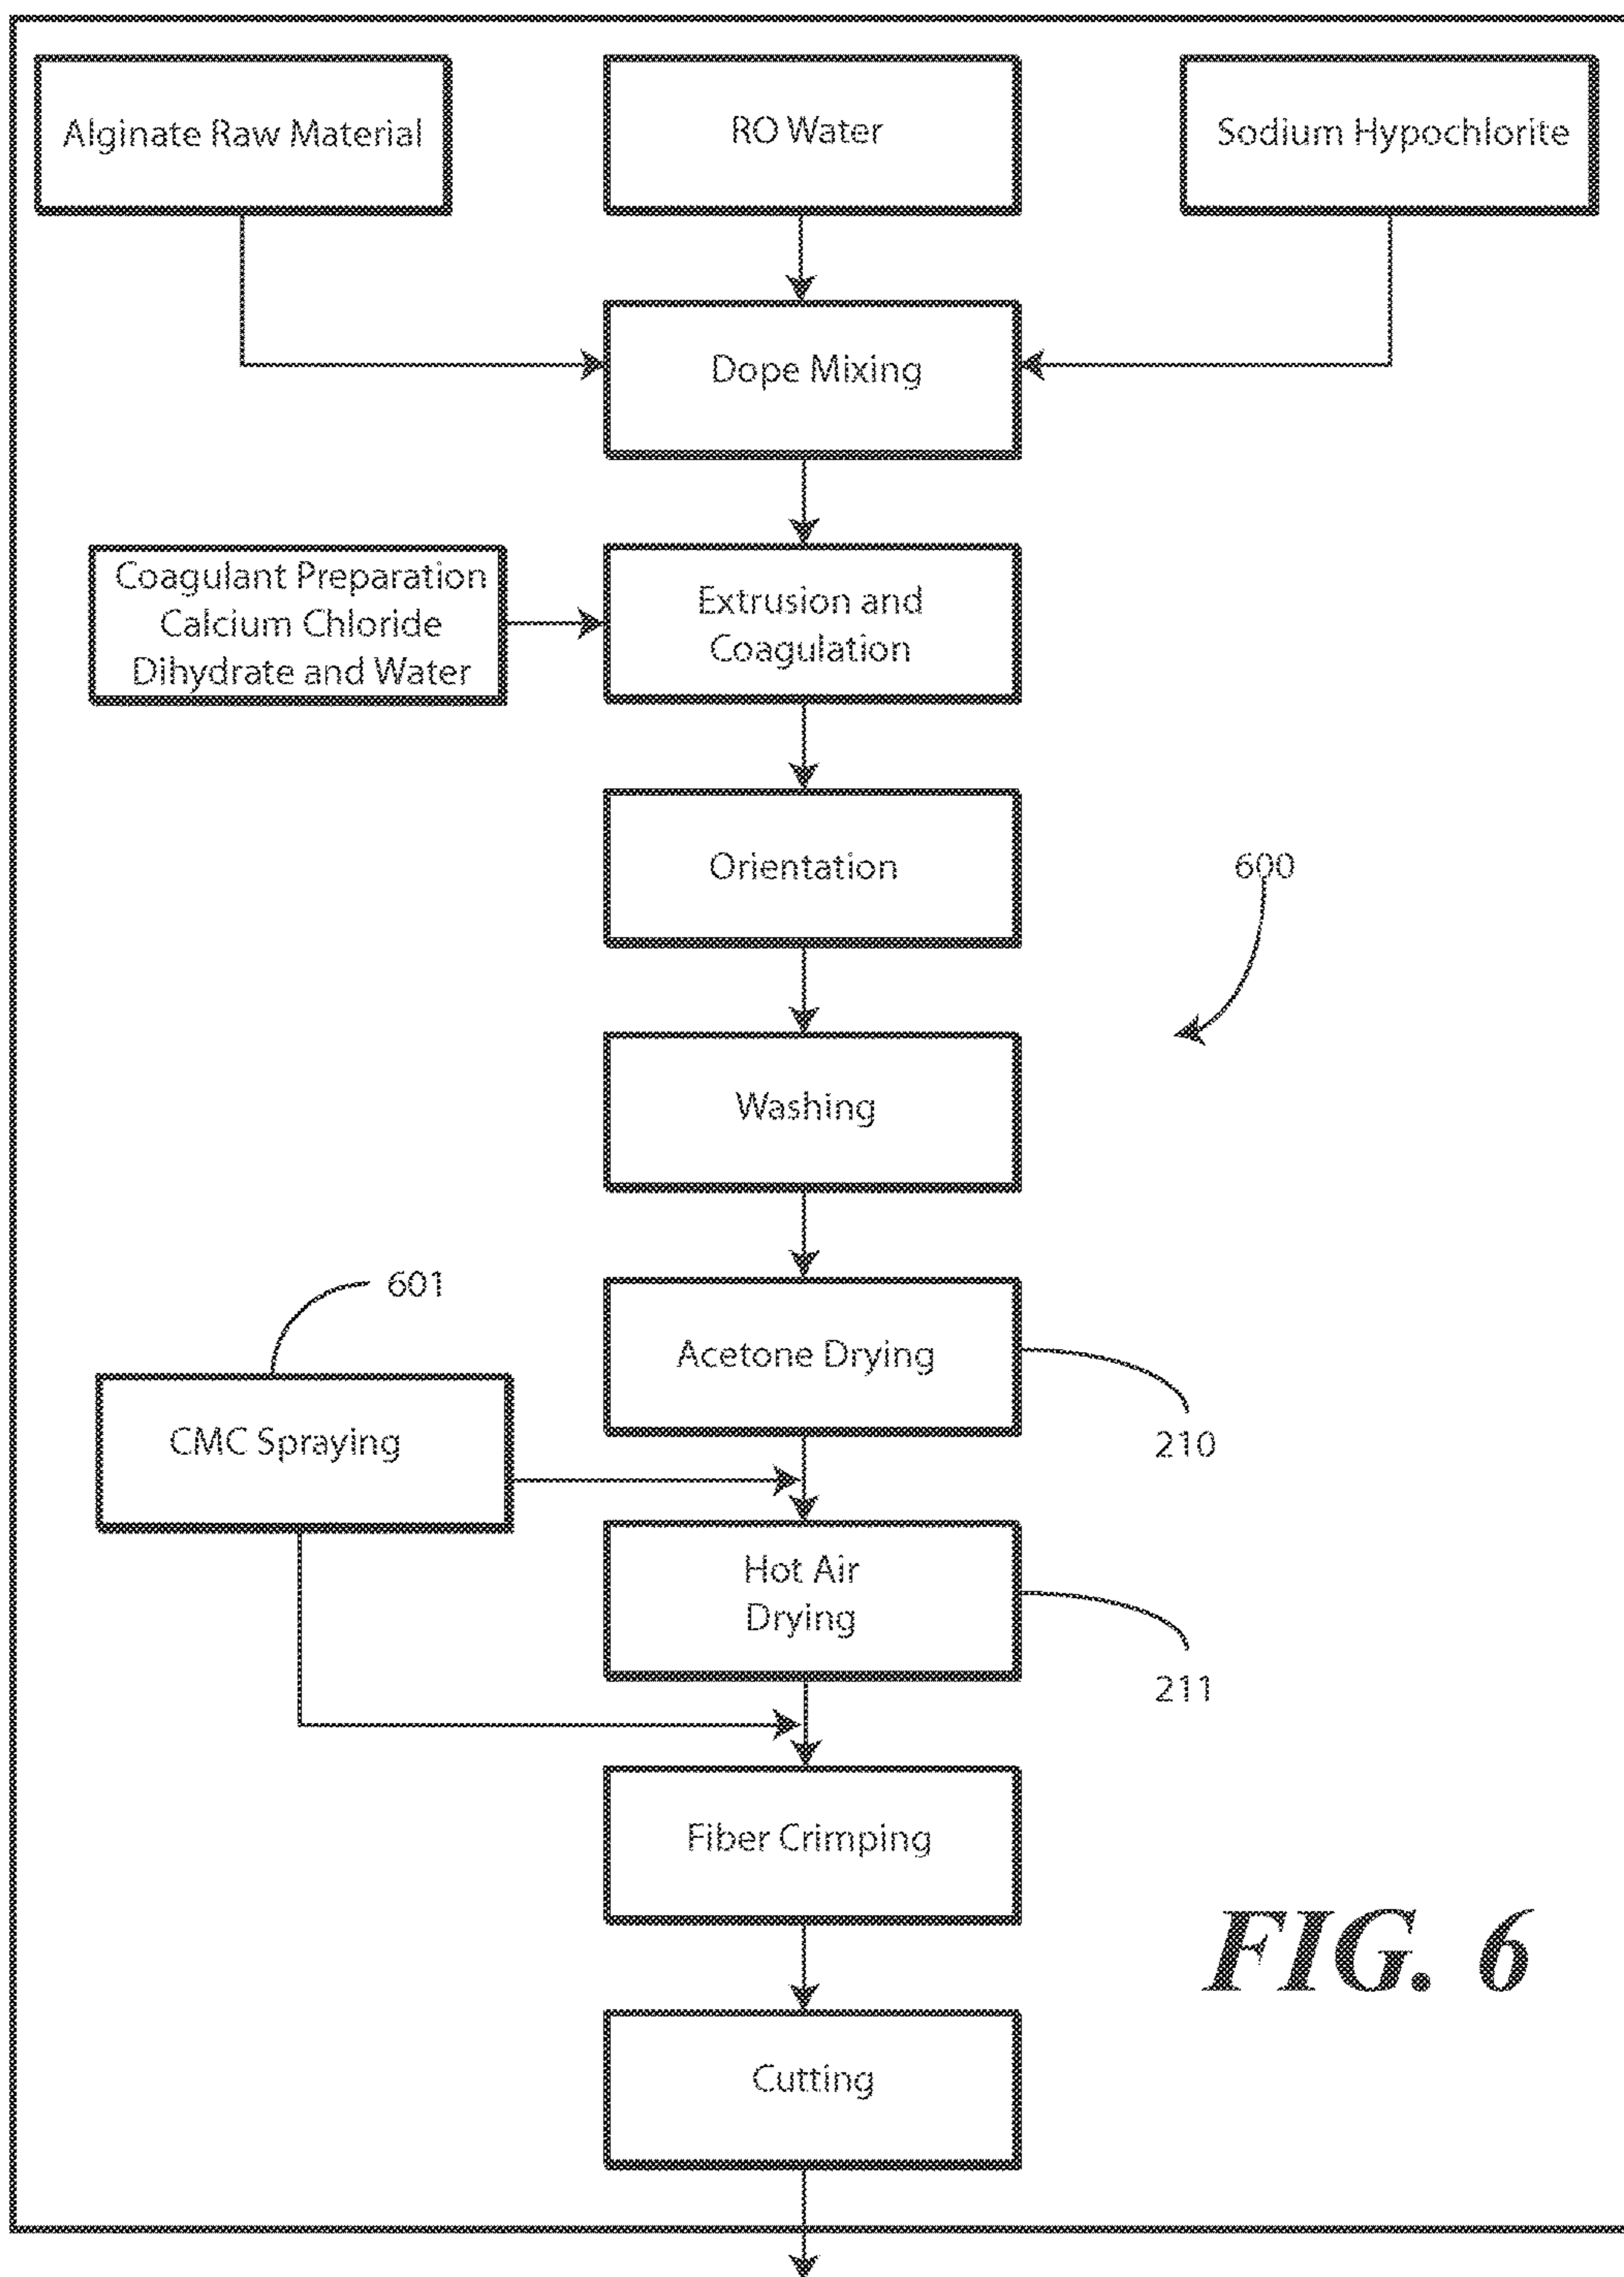 Alginate Raw Material
RO Water
Sodium Hypochlorite
Dope Mixing
Coagulant Preparation
Calcium Chloride
Dihydrate and Water
Extrusion and
Coagulation
Orientation
600
Washing
601
Acetone Drying
210
CMC Spraying
Hot Air
Drying
211
Fiber Crimping
FIG. 6
Cutting